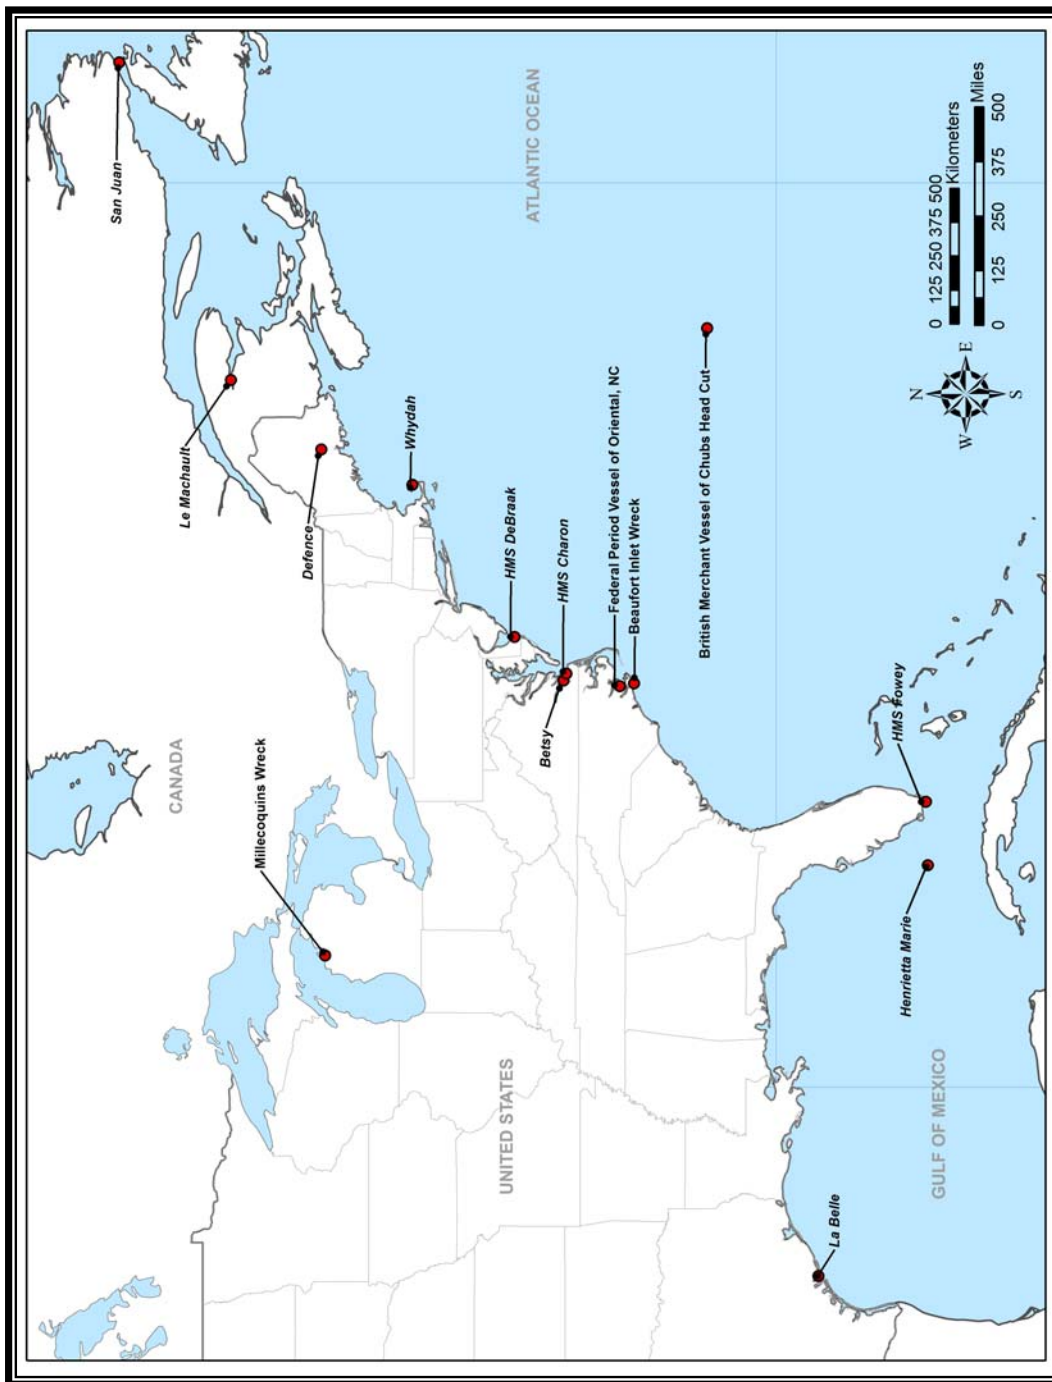 San Juan
Le Machault
Defence
Whydah
HMS DeBraak
HMS Charon
Betsy
Federal Period Vessel of Oriental, NC
Beaufort Inlet Wreck
British Merchant Vessel of Chubs Head Cut
HMS Fowey
Henrietta Marie
La Belle
Millecoquins Wreck
CANADA
UNITED STATES
ATLANTIC OCEAN
GULF OF MEXICO
N
W E
S
0 125 250 375 500
Kilometers
Miles
0 125 250 375 500